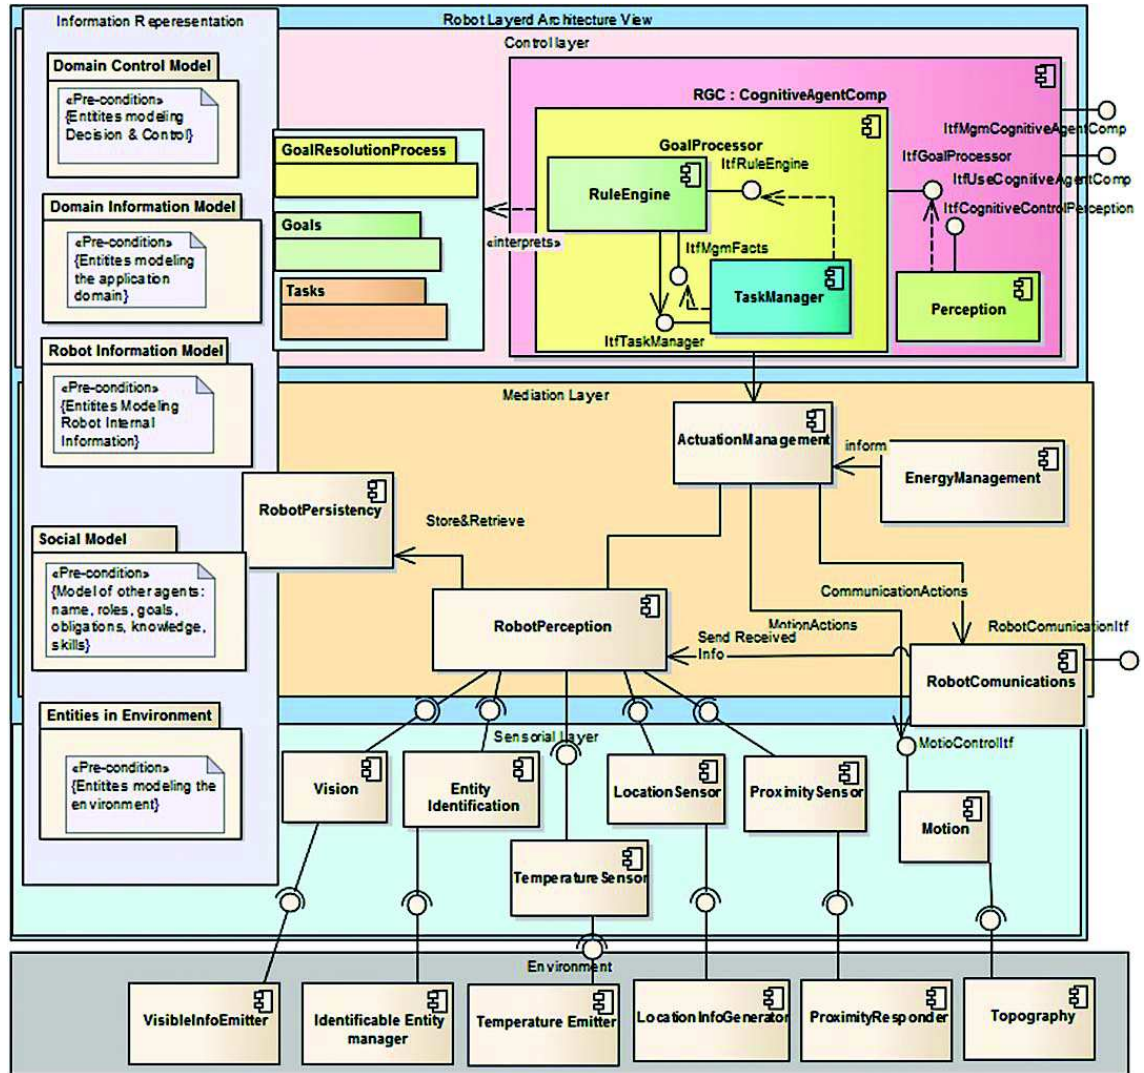 Information Reperesentation
Robot Layerd Architecture View
Control layer
Domain Control Model
«Pre-condition»
{Entitites modeling
Decision & Control}
RGC : CognitiveAgentComp
ItfMgmCognitiveAgentComp
GoalProcessor
ItfRuleEngine
ItfGoalProcessor
ItfUseCognitiveAgentComp
ItfCognitiveControlPerception
GoalResolutionProcess
RuleEngine
Goals
«interprets»
ItfMgmFacts
TaskManager
Perception
Tasks
ItfTaskManager
Domain Information Model
«Pre-condition»
{Entitites modeling
the application
domain}
Robot Information Model
«Pre-condition»
{Entitites Modeling
Robot Internal
Information}
Mediation Layer
ActuationManagement
inform
EnergyManagement
RobotPersistency
Store&Retrieve
Social Model
«Pre-condition»
{Model of other agents:
name, roles, goals,
obligations, knowledge,
skills}
CommunicationActions
RobotPerception
MotionActions
Send Received
Info
RobotComunicationItf
RobotComunications
Entities in Environment
«Pre-condition»
{Entitites modeling the
environment}
Sensorial Layer
MotioControlItf
Vision
Entity
Identification
LocationSensor
ProximitySensor
Motion
TemperatureSensor
Environment
VisibleInfoEmitter
Identificable Entity
manager
Temperature Emitter
LocationInfoGenerator
ProximityResponder
Topography